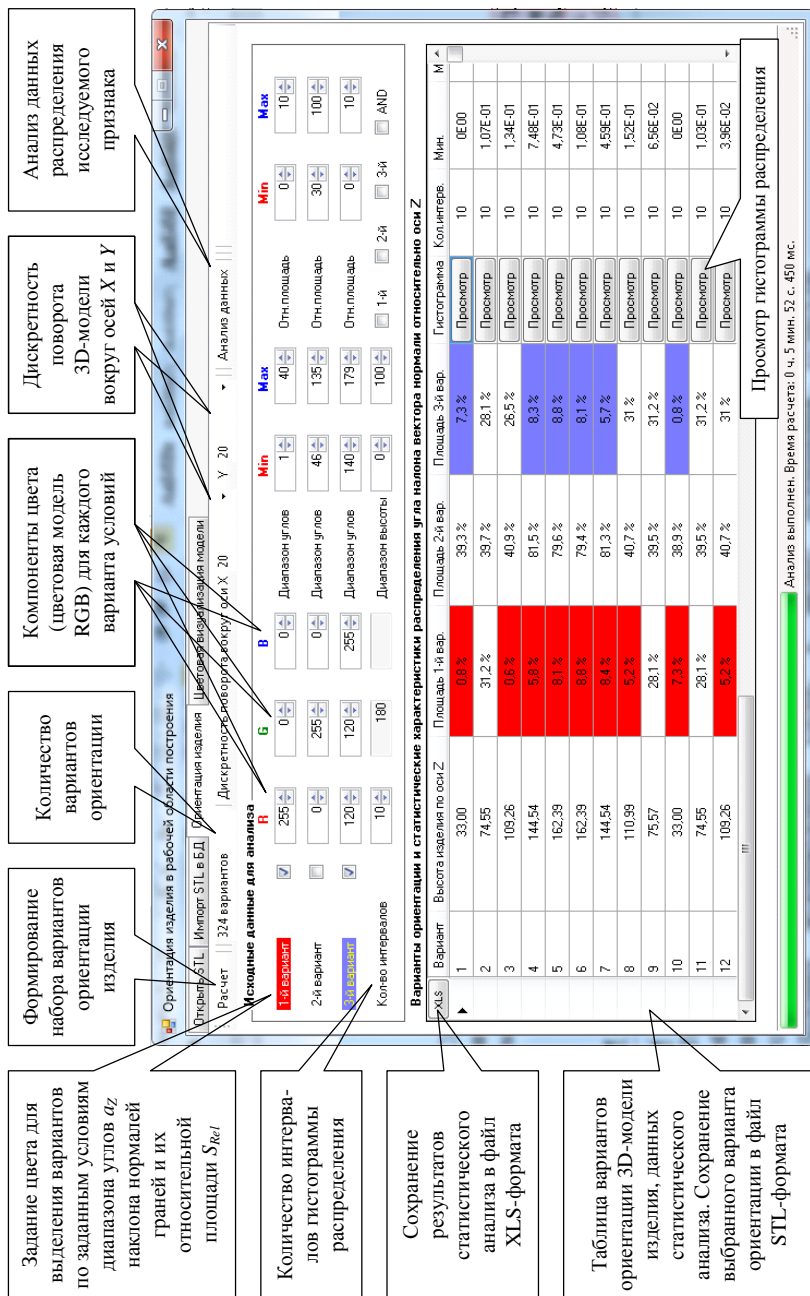 Задание цвета для
выделения вариантов
по заданным условиям
диапазона углов aZ
наклона нормалей
граней и их
относительной
площади SRel
Формирование
набора вариантов
ориентации
изделия
Количество
вариантов
ориентации
Компоненты цвета
(цветовая модель
RGB) для каждого
варианта условий
Дискретность
поворота
3D-модели
вокруг осей X и Y
Анализ данных
распределения
исследуемого
признака
Количество интерва-
лов гистограммы
распределения
Сохранение
результатов
статистического
анализа в файл
XLS-формата
Таблица вариантов
ориентации 3D-модели
изделия, данных
статистического
анализа. Сохранение
выбранного варианта
ориентации в файл
STL-формата
Ориентация изделия в рабочей области построения
Открыть STL Импорт STL в БД Ориентация изделия Цветовая визуализация модели
Расчет 324 вариантов Дискретность поворота вокруг оси X 20 Y 20 Анализ данных
Исходные данные для анализа
R G B Min Max Min Max
1-й вариант 255 0 0 Диапазон углов 1 40 Отн.площадь 0 10
2-й вариант 0 255 0 Диапазон углов 46 135 Отн.площадь 30 100
3-й вариант 120 120 255 Диапазон углов 140 179 Отн.площадь 0 10
Кол-во интервалов 10 180 Диапазон высоты 0 100 1-й 2-й 3-й AND
Варианты ориентации и статистические характеристики распределения угла налона вектора нормали относительно оси Z
XLS Вариант Высота изделия по оси Z Площадь 1-й вар. Площадь 2-й вар. Площадь 3-й вар. Гистограмма Кол.интерв. Мин. М
1 33,00 0,8 % 39,3 % 7,3 % Просмотр 10 0E00
2 74,55 31,2 % 39,7 % 28,1 % Просмотр 10 1,07E-01
3 109,26 0,6 % 40,9 % 26,5 % Просмотр 10 1,34E-01
4 144,54 5,8 % 81,5 % 8,3 % Просмотр 10 7,48E-01
5 162,39 8,1 % 79,6 % 8,8 % Просмотр 10 4,73E-01
6 162,39 8,8 % 79,4 % 8,1 % Просмотр 10 1,08E-01
7 144,54 8,4 % 81,3 % 5,7 % Просмотр 10 4,59E-01
8 110,99 5,2 % 40,7 % 31 % Просмотр 10 1,52E-01
9 75,57 28,1 % 39,5 % 31,2 % Просмотр 10 6,56E-02
10 33,00 7,3 % 38,9 % 0,8 % Просмотр 10 0E00
11 74,55 28,1 % 39,5 % 31,2 % Просмотр 10 1,03E-01
12 109,26 5,2 % 40,7 % 31 % Просмотр 10 3,96E-02
Просмотр гистограммы распределения
Анализ выполнен. Время расчета: 0 ч. 5 мин. 52 с. 450 мс.